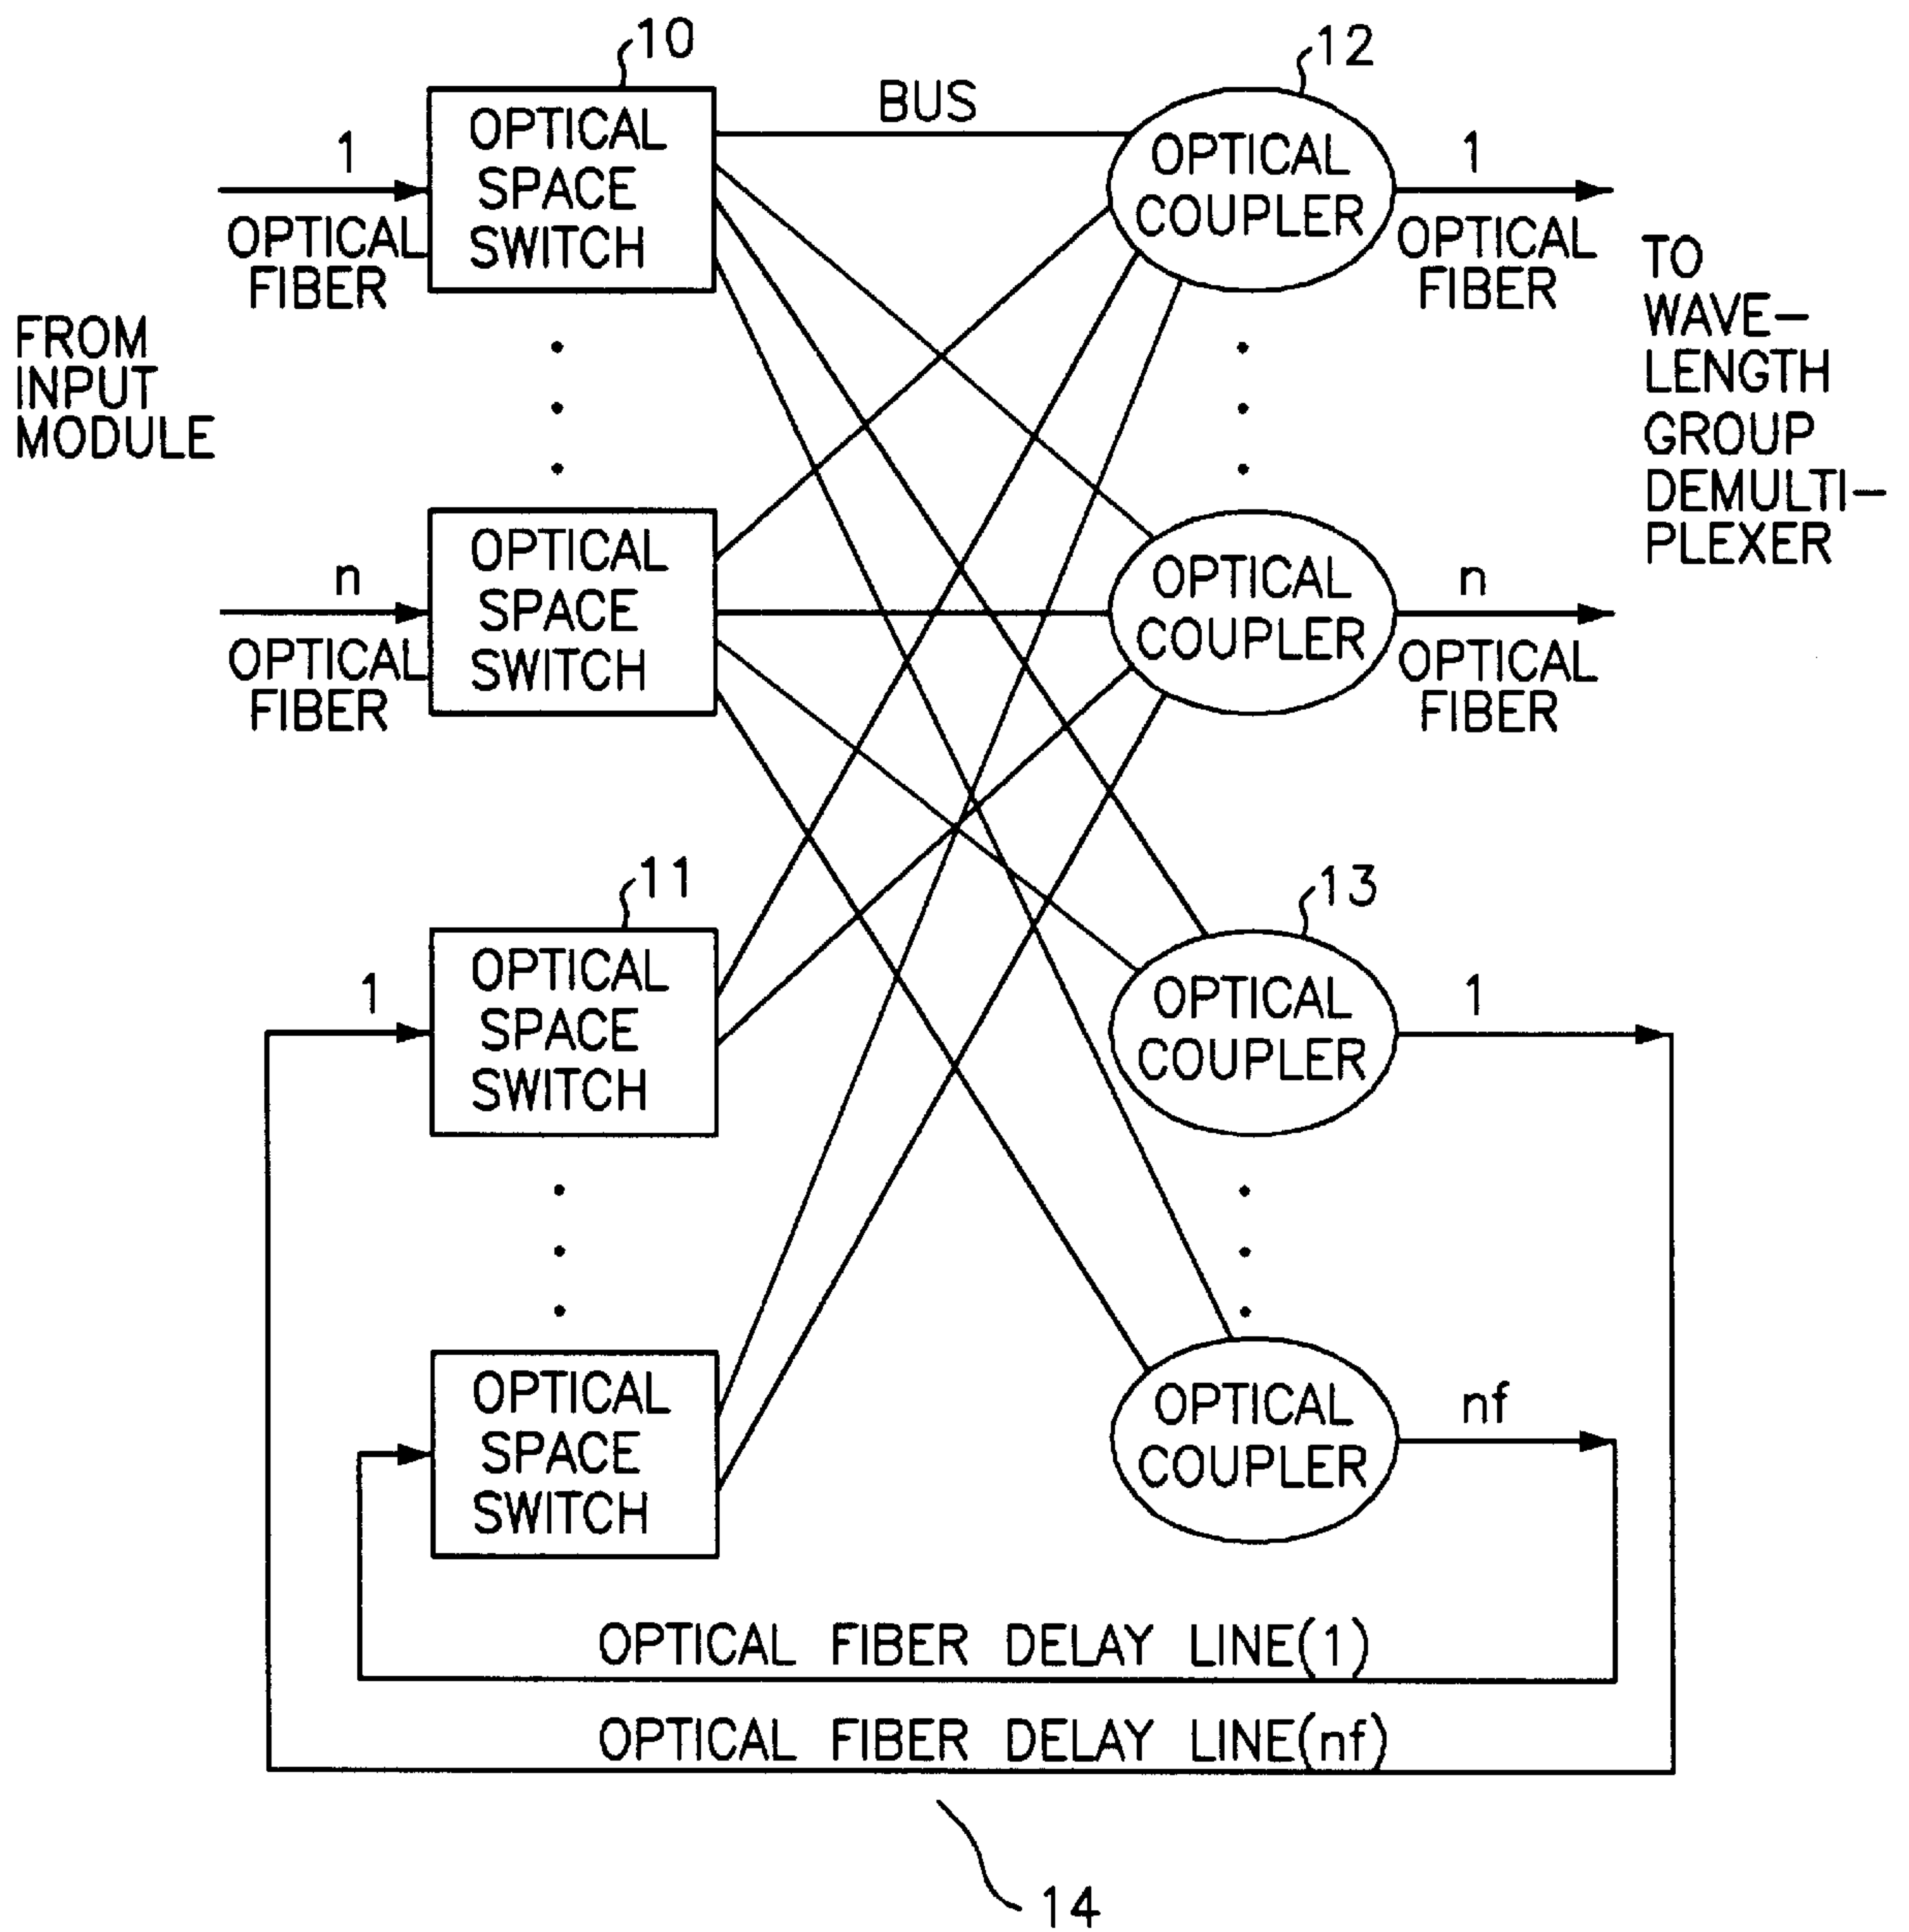 10
12
BUS
1
OPTICAL
SPACE
SWITCH
OPTICAL
COUPLER
1
OPTICAL
FIBER
OPTICAL
FIBER
FROM
INPUT
MODULE
TO
WAVE-
LENGTH
GROUP
DEMULTI-
PLEXER
n
OPTICAL
SPACE
SWITCH
OPTICAL
COUPLER
n
OPTICAL
FIBER
OPTICAL
FIBER
11
13
1
OPTICAL
SPACE
SWITCH
OPTICAL
COUPLER
1
OPTICAL
SPACE
SWITCH
OPTICAL
COUPLER
nf
OPTICAL FIBER DELAY LINE(1)
OPTICAL FIBER DELAY LINE(nf)
14